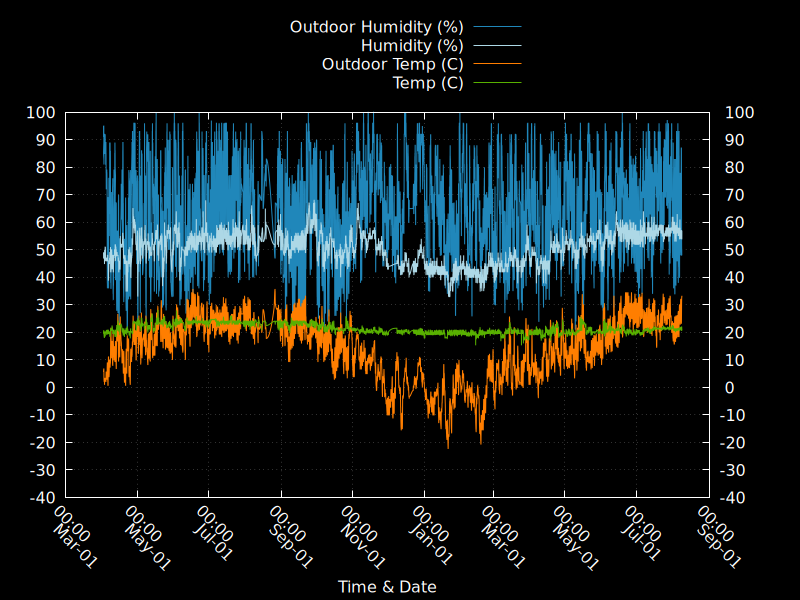 Outdoor Humidity (%)
Humidity (%)
Outdoor Temp (C)
Temp (C)
100 100
90 90
80 80
70 70
60 60
50 50
40 40
30 30
20 20
10 10
0 0
-10 -10
-20 -20
-30 -30
-40 -40
00:00 00:00 00:00 00:00 00:00 00:00 00:00 00:00 00:00 00:00
Mar-01 May-01 Jul-01 Sep-01 Nov-01 Jan-01 Mar-01 May-01 Jul-01 Sep-01
Time & Date